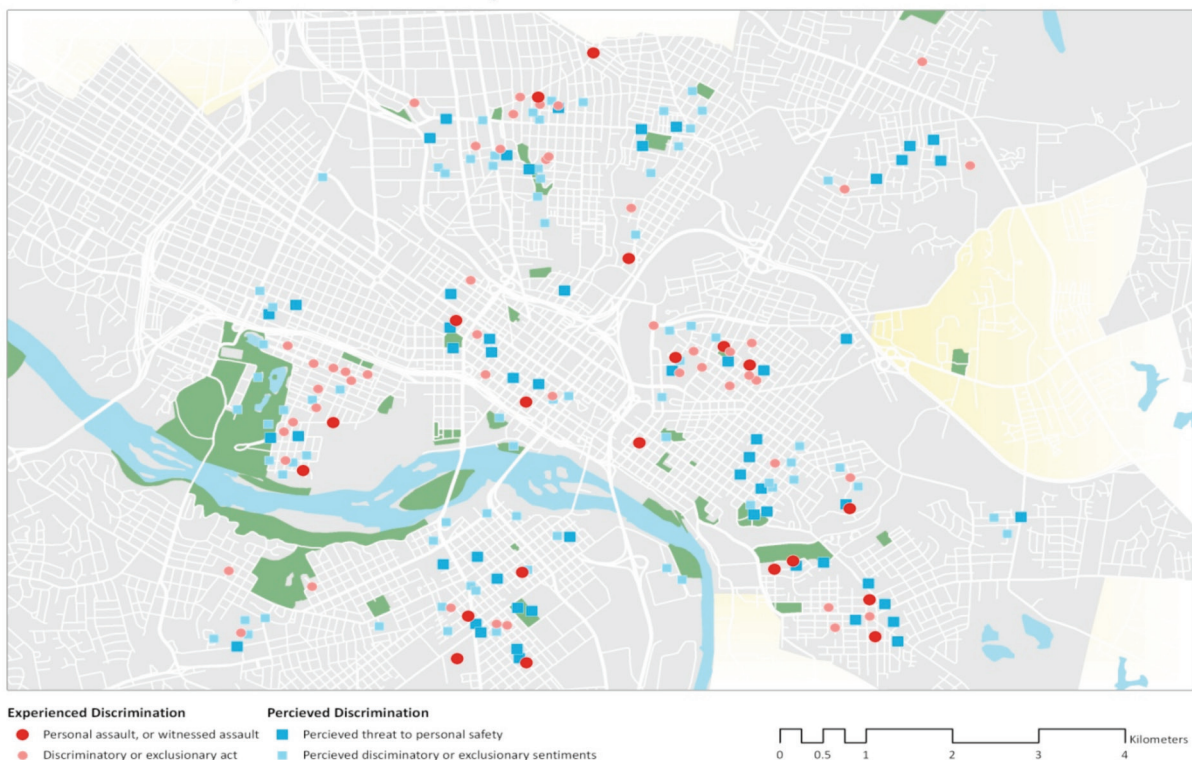 Experienced Discrimination
Percieved Discrimination
Personal assault, or witnessed assault
Percieved threat to personal safety
Discriminatory or exclusionary act
Percieved disciminatory or exclusionary sentiments
Kilometers
0 0.5 1 2 3 4